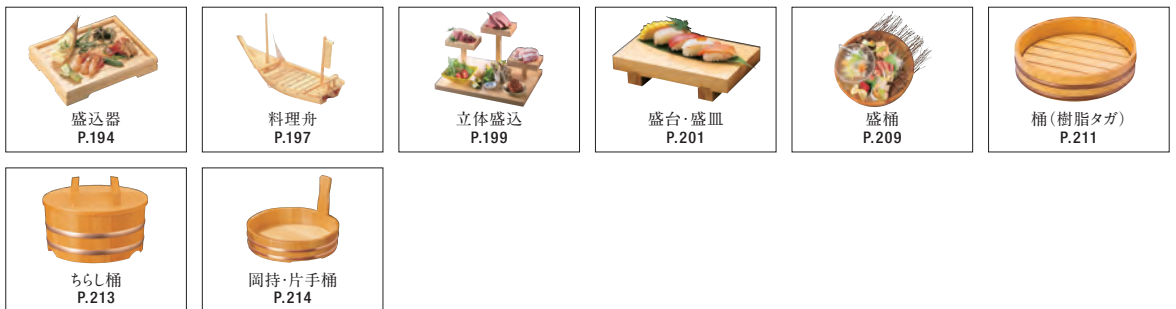 盛込器
P.194
料理舟
P.197
立体盛込
P.199
盛台・盛皿
P.201
盛桶
P.209
桶（樹脂タガ）
P.211
ちらし桶
P.213
岡持・片手桶
P.214